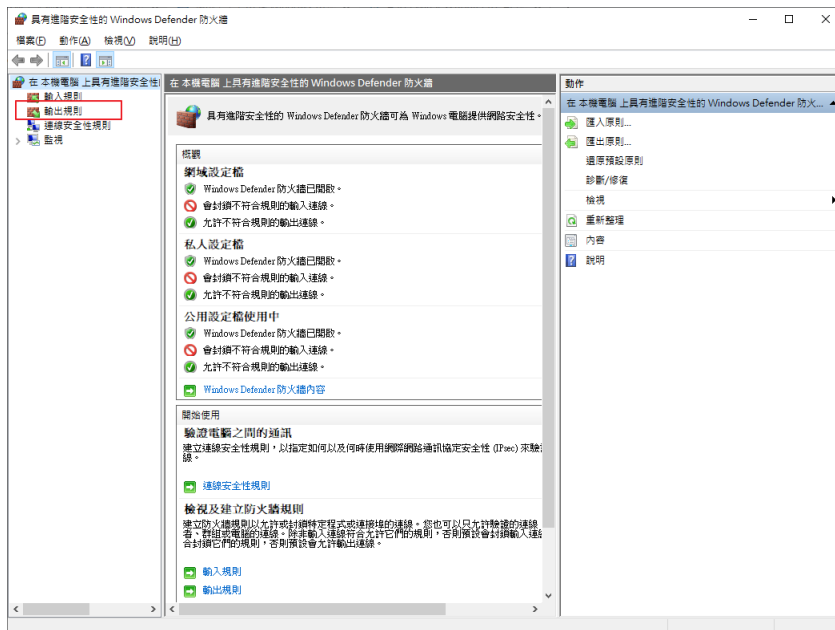 具有進階安全性的 Windows Defender 防火牆
檔案(F) 動作(A) 檢視(V) 說明(H)
在 本機電腦 上具有進階安全性
輸入規則
輸出規則
連線安全性規則
監視
在 本機電腦 上具有進階安全性的 Windows Defender 防火牆
具有進階安全性的 Windows Defender 防火牆可為 Windows 電腦提供網路安全性。
概觀
網域設定檔
Windows Defender 防火牆已開啟。
會封鎖不符合規則的輸入連線。
允許不符合規則的輸出連線。
私人設定檔
Windows Defender 防火牆已開啟。
會封鎖不符合規則的輸入連線。
允許不符合規則的輸出連線。
公用設定檔使用中
Windows Defender 防火牆已開啟。
會封鎖不符合規則的輸入連線。
允許不符合規則的輸出連線。
Windows Defender 防火牆內容
開始使用
驗證電腦之間的通訊
建立連線安全性規則，以指定如何以及何時使用網際網路通訊協定安全性 (IPsec) 來驗
線。
連線安全性規則
檢視及建立防火牆規則
建立防火牆規則以允許或封鎖特定程式或連接埠的連線。您也可以只允許驗證的連線
者、群組或電腦的連線。除非輸入連線符合允許它們的規則，否則預設會封鎖輸入連
合封鎖它們的規則，否則預設會允許輸出連線。
輸入規則
輸出規則
動作
在 本機電腦 上具有進階安全性的 Windows Defender 防火...
匯入原則...
匯出原則...
還原預設原則
診斷/修復
檢視
重新整理
內容
說明